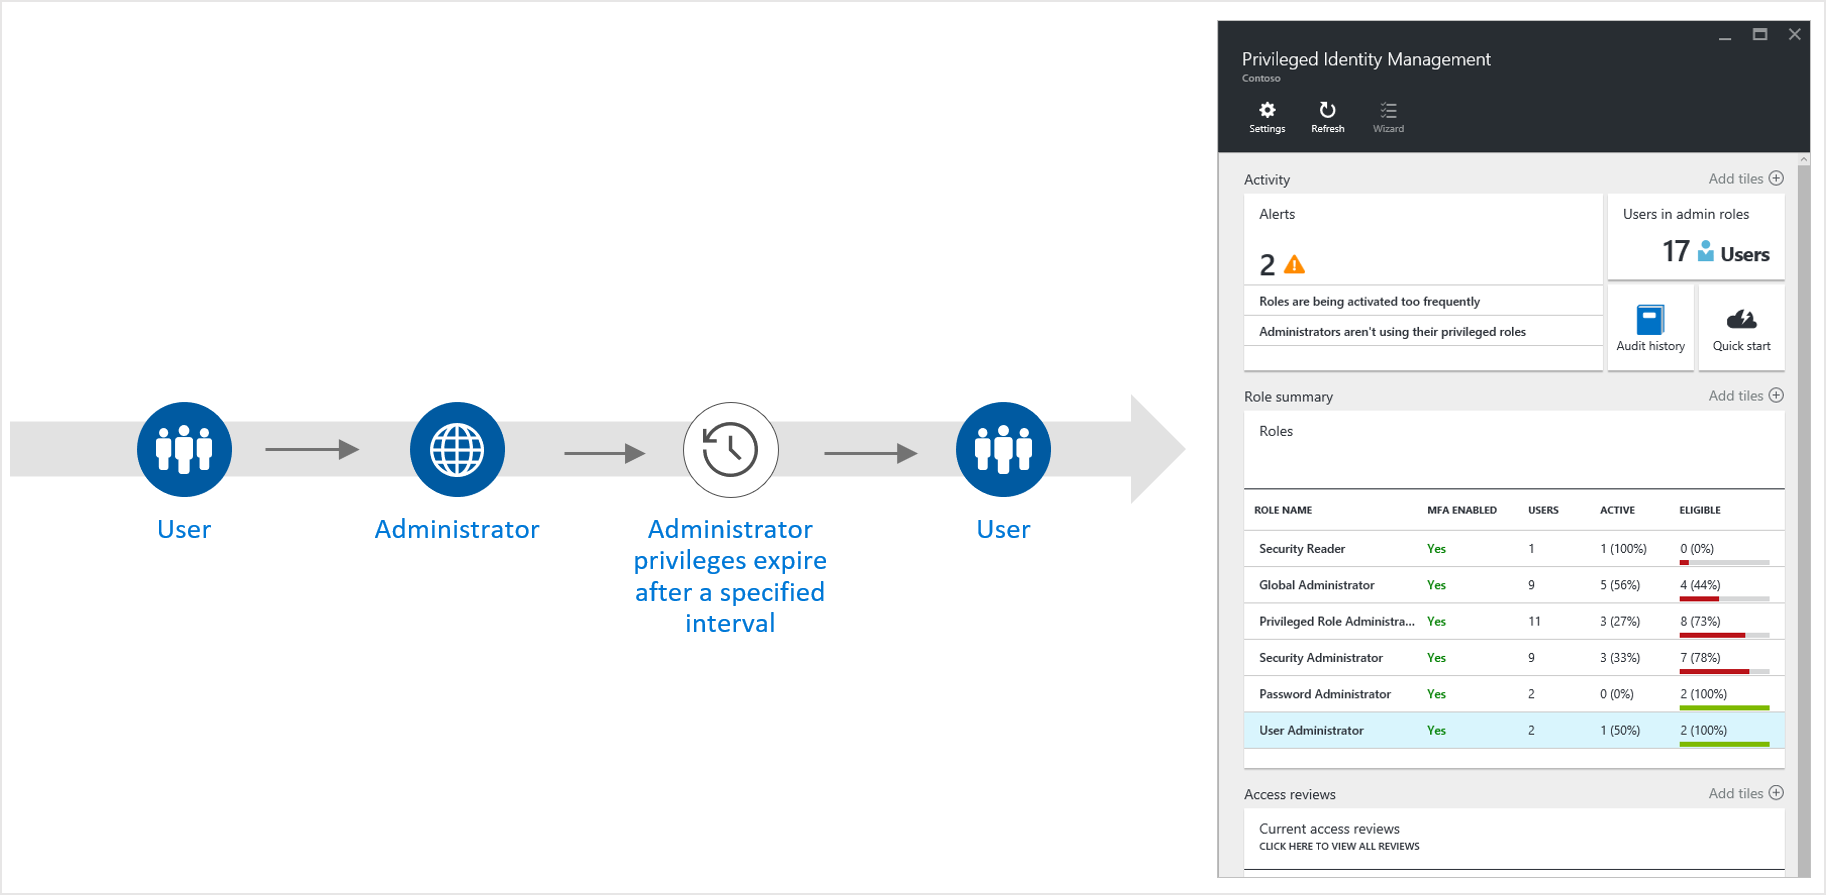 User
Administrator
Administrator
privileges expire
after a specified
interval
User
Privileged Identity Management
Contoso
Settings
Refresh
Wizard
Activity
Add tiles
Alerts
2
Roles are being activated too frequently
Administrators aren't using their privileged roles
Users in admin roles
17 Users
Audit history
Quick start
Role summary
Add tiles
Roles
ROLE NAME MFA ENABLED USERS ACTIVE ELIGIBLE
Security Reader Yes 1 1 (100%) 0 (0%)
Global Administrator Yes 9 5 (56%) 4 (44%)
Privileged Role Administra... Yes 11 3 (27%) 8 (73%)
Security Administrator Yes 9 3 (33%) 7 (78%)
Password Administrator Yes 2 0 (0%) 2 (100%)
User Administrator Yes 2 1 (50%) 2 (100%)
Access reviews
Add tiles
Current access reviews
CLICK HERE TO VIEW ALL REVIEWS